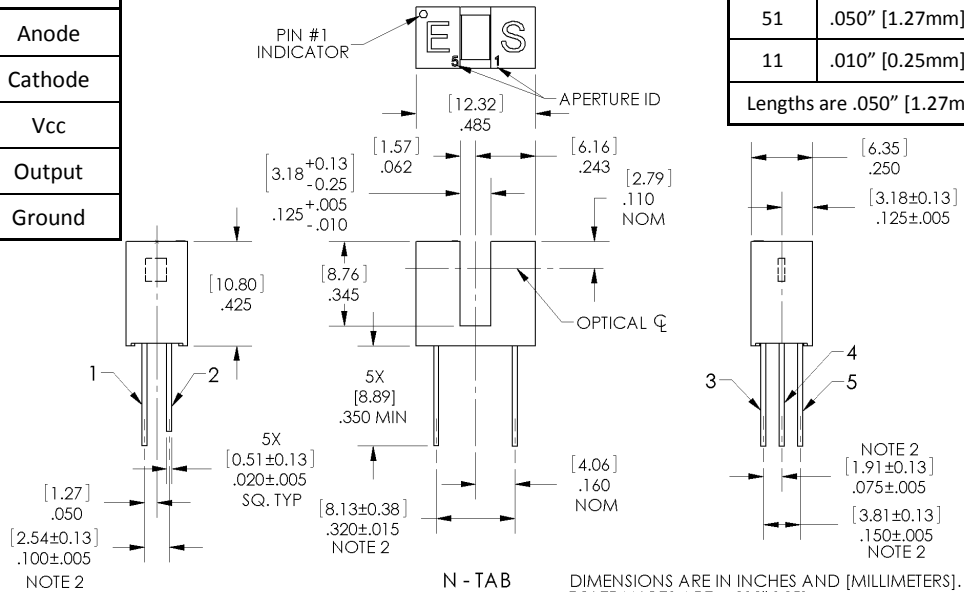 Anode
Cathode
Vcc
Output
Ground
51 .050” [1.27mm]
11 .010” [0.25mm]
Lengths are .050” [1.27m
PIN #1
INDICATOR
E S
5 1
APERTURE ID
[12.32]
.485
[1.57]
.062
[6.16]
.243
[3.18 +0.13 -0.25]
.125 +.005 -.010
[2.79]
.110
NOM
[6.35]
.250
[3.18±0.13]
.125±.005
[10.80]
.425
[8.76]
.345
OPTICAL ℄
1
2
5X
[8.89]
.350 MIN
3
4
5
5X
[0.51±0.13]
.020±.005
SQ. TYP
[1.27]
.050
[2.54±0.13]
.100±.005
NOTE 2
[4.06]
.160
NOM
[8.13±0.38]
.320±.015
NOTE 2
NOTE 2
[1.91±0.13]
.075±.005
[3.81±0.13]
.150±.005
NOTE 2
N - TAB
DIMENSIONS ARE IN INCHES AND [MILLIMETERS].